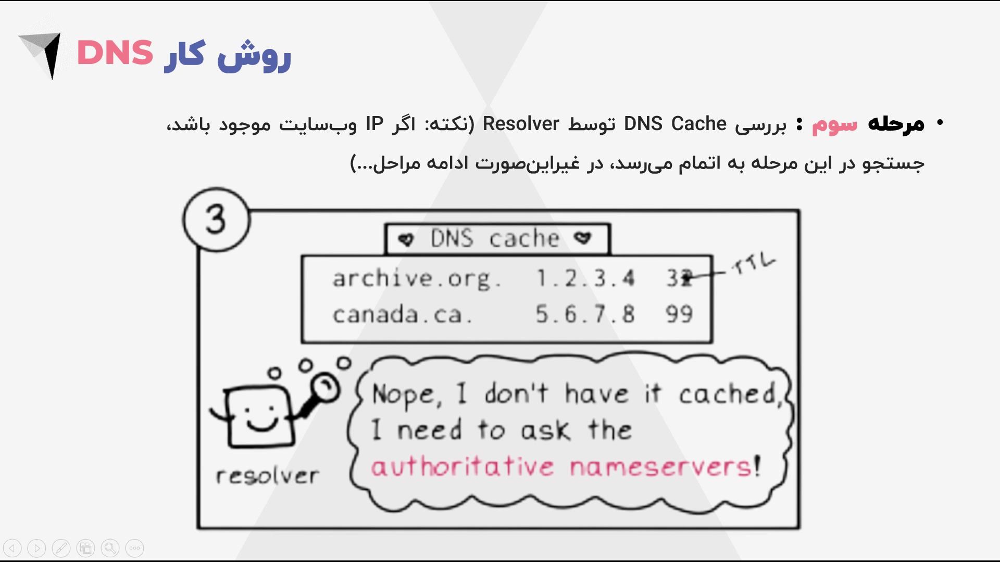 روش کار DNS
• مرحله سوم : بررسی DNS Cache توسط Resolver (نکته: اگر IP وب‌سایت موجود باشد،
جستجو در این مرحله به اتمام می‌رسد، در غیراین‌صورت ادامه مراحل...)
3
♥ DNS cache ♥
archive.org. 1.2.3.4 32
TTL
canada.ca. 5.6.7.8 99
Nope, I don't have it cached,
I need to ask the
authoritative nameservers!
resolver